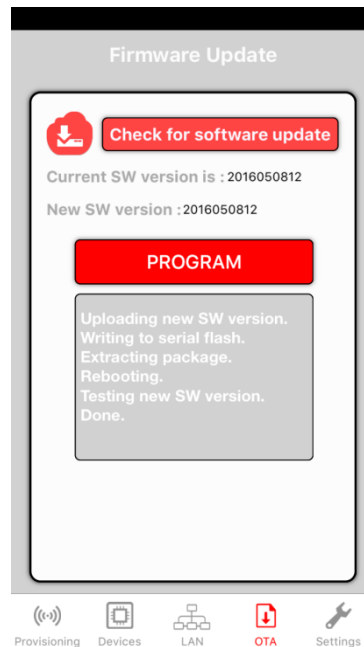 Firmware Update
Check for software update
Current SW version is : 2016050812
New SW version : 2016050812
PROGRAM
Uploading new SW version.
Writing to serial flash.
Extracting package.
Rebooting.
Testing new SW version.
Done.
Provisioning Devices LAN OTA Settings